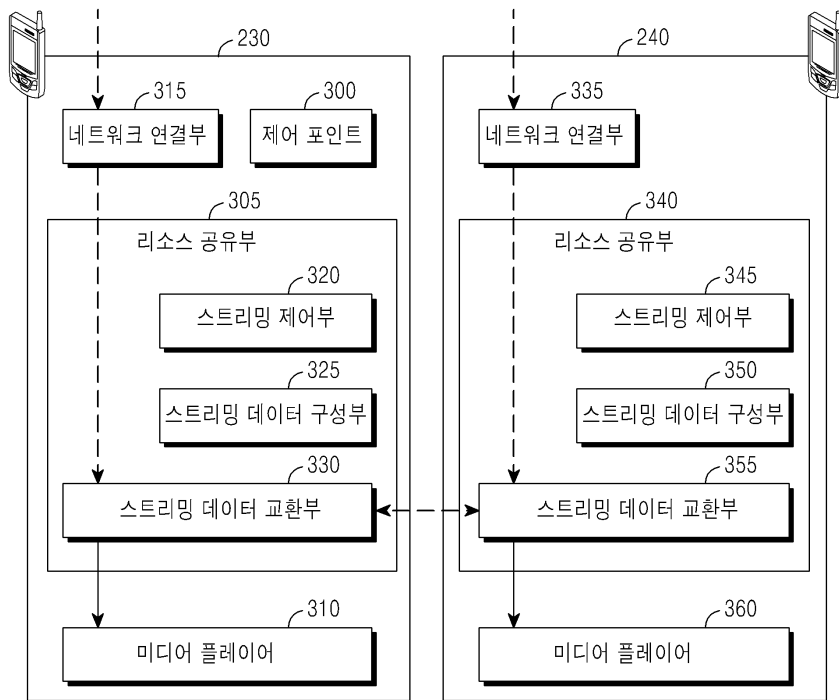 230
315
네트워크 연결부
300
제어 포인트
305
리소스 공유부
320
스트리밍 제어부
325
스트리밍 데이터 구성부
330
스트리밍 데이터 교환부
310
미디어 플레이어
240
335
네트워크 연결부
340
리소스 공유부
345
스트리밍 제어부
350
스트리밍 데이터 구성부
355
스트리밍 데이터 교환부
360
미디어 플레이어